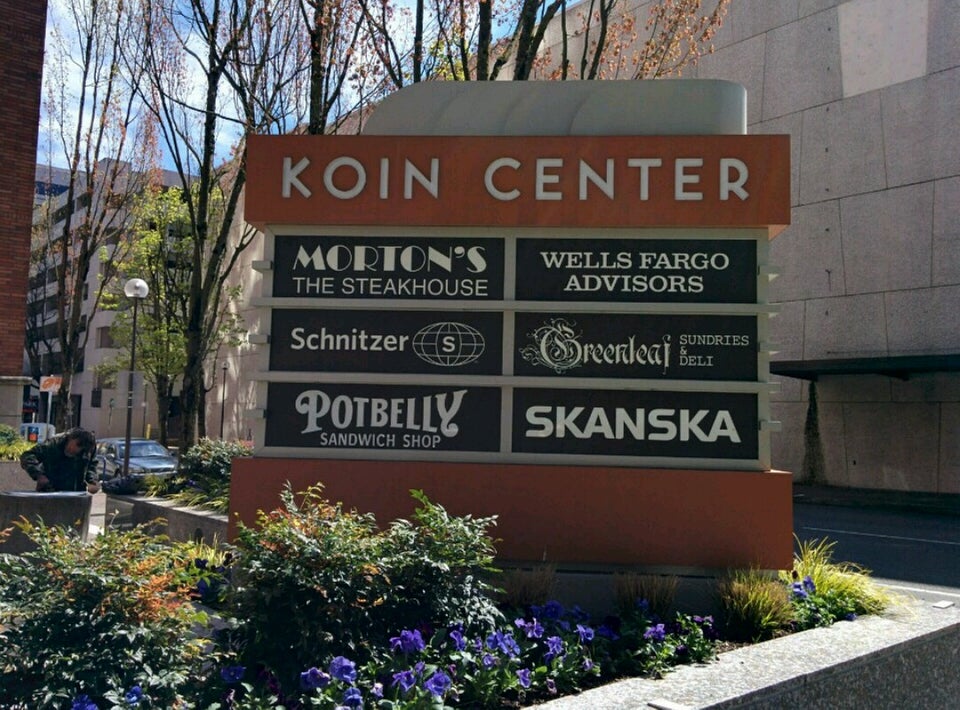 KOIN CENTER
MORTON'S
THE STEAKHOUSE
WELLS FARGO
ADVISORS
Schnitzer S
Greenleaf SUNDRIES
&
DELI
POTBELLY
SANDWICH SHOP
SKANSKA